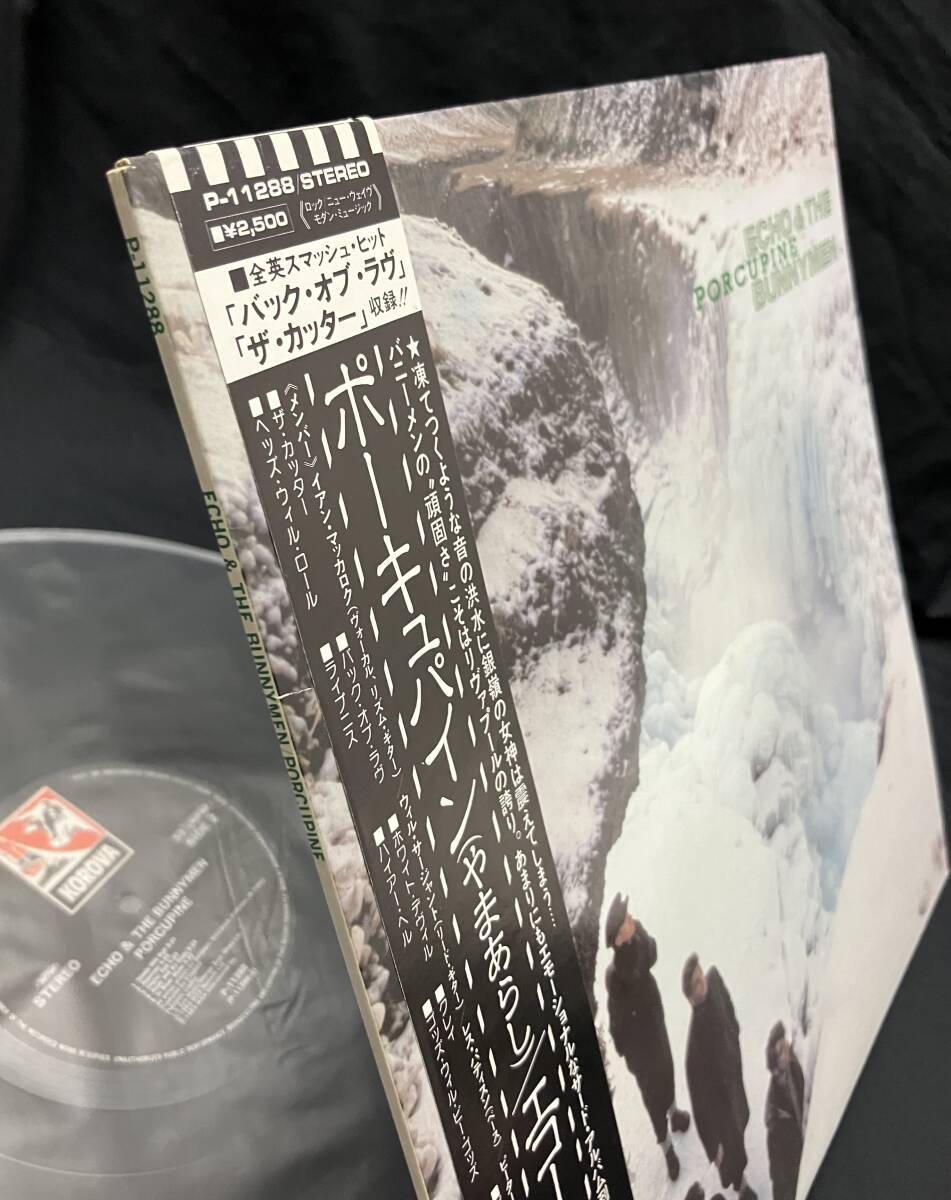 P-11288/STEREO
■¥2,500
《ロック/ニュー・ウェイヴ
モダン・ミュージック》
■全英スマッシュ・ヒット
「バック・オブ・ラヴ」
「ザ・カッター」収録!!
★凍てつくような音の洪水に銀嶺の女神は震えてしまう…
バニーメンの“頑固さ”こそはリヴァプールの誇り。あまりにもエモーショナルなサード・アルバム
ポーキュパイン(やまあらし)/エコー
《メンバー》イアン・マッカロク(ヴォーカル、リズム・ギター)/ウィル・サージャント(リード・ギター)/レス・パティスン(ベース)/ピーター
■ザ・カッター
■バック・オブ・ラヴ
■ホワイト・デヴィル
■クレイ
■ヘッズ・ウィル・ロール
■ライプネス
■ハイアー・ヘル
■ゴッズ・ウィル・ビー・ゴッズ
P-11288
ECHO & THE BUNNYMEN PORCUPINE
ECHO & THE
PORCUPINE
BUNNYMEN
KOROVA
STEREO
ECHO & THE BUNNYMEN
PORCUPINE